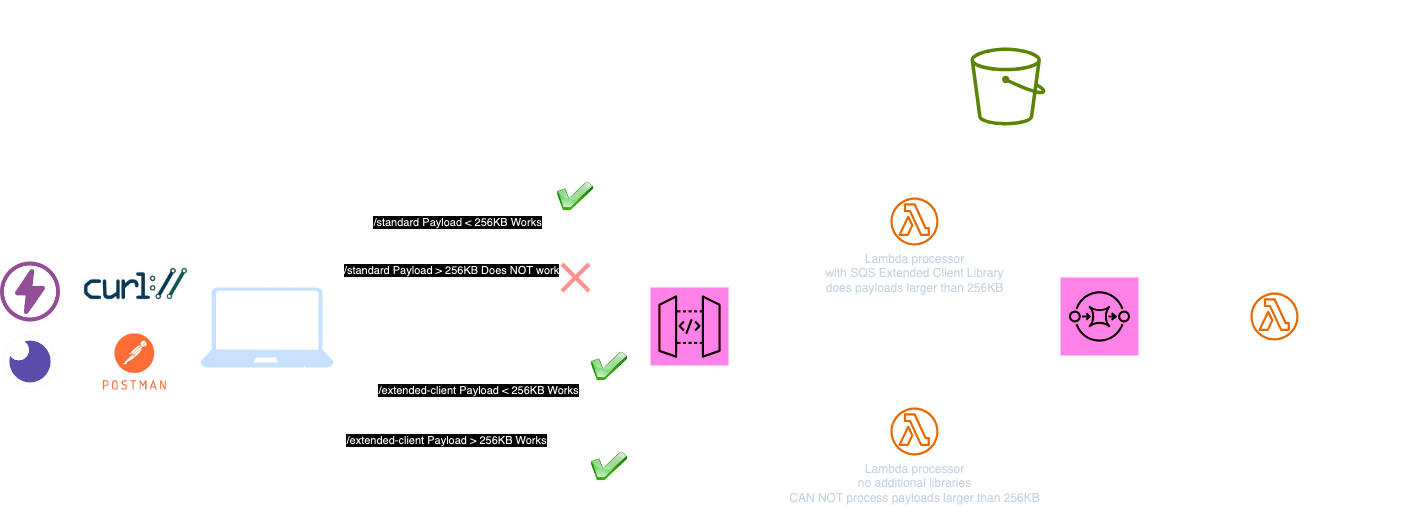 /standard Payload < 256KB Works
/standard Payload > 256KB Does NOT work
Lambda processor
with SQS Extended Client Library
does payloads larger than 256KB
curl://
POSTMAN
</>
/extended-client Payload < 256KB Works
/extended-client Payload > 256KB Works
Lambda processor
no additional libraries
CAN NOT process payloads larger than 256KB